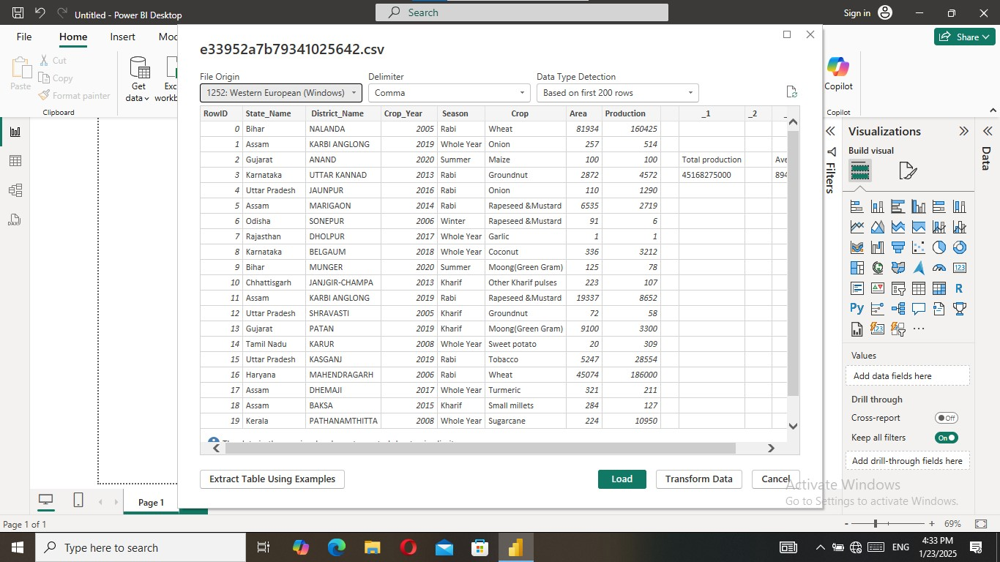 Untitled - Power BI Desktop
Search
Sign in
File
Home
Insert
Mo
Share
Paste
Cut
Copy
Format painter
Clipboard
Get data
Exc
workb
Copilot
Copilot
e33952a7b79341025642.csv
File Origin
Delimiter
Data Type Detection
1252: Western European (Windows)
Comma
Based on first 200 rows
RowID State_Name District_Name Crop_Year Season Crop Area Production _1 _2 _
0 Bihar NALANDA 2005 Rabi Wheat 81934 160425
1 Assam KARBI ANGLONG 2019 Whole Year Onion 257 514
2 Gujarat ANAND 2020 Summer Maize 100 100 Total production Ave
3 Karnataka UTTAR KANNAD 2013 Rabi Groundnut 2872 4572 45168275000 894
4 Uttar Pradesh JAUNPUR 2016 Rabi Onion 110 1290
5 Assam MARIGAON 2014 Rabi Rapeseed &Mustard 6535 2719
6 Odisha SONEPUR 2006 Winter Rapeseed &Mustard 91 6
7 Rajasthan DHOLPUR 2017 Whole Year Garlic 1 1
8 Karnataka BELGAUM 2018 Whole Year Coconut 336 3212
9 Bihar MUNGER 2020 Summer Moong(Green Gram) 125 78
10 Chhattisgarh JANJGIR-CHAMPA 2013 Kharif Other Kharif pulses 223 107
11 Assam KARBI ANGLONG 2019 Rabi Rapeseed &Mustard 19337 8652
12 Uttar Pradesh SHRAVASTI 2005 Kharif Groundnut 72 58
13 Gujarat PATAN 2019 Kharif Moong(Green Gram) 9100 3300
14 Tamil Nadu KARUR 2008 Whole Year Sweet potato 20 309
15 Uttar Pradesh KASGANJ 2019 Rabi Tobacco 5247 28554
16 Haryana MAHENDRAGARH 2006 Rabi Wheat 45074 186000
17 Assam DHEMAJI 2017 Whole Year Turmeric 321 211
18 Assam BAKSA 2015 Kharif Small millets 284 127
19 Kerala PATHANAMTHITTA 2008 Whole Year Sugarcane 224 10950
Extract Table Using Examples
Load
Transform Data
Cancel
Filters
Visualizations
Build visual
123
R
Py
Values
Add data fields here
Drill through
Cross-report
Off
Keep all filters
On
Add drill-through fields here
Data
DAX
Activate Windows
Go to Settings to activate Windows.
Page 1
Page 1 of 1
- + 69%
Type here to search
ENG
4:33 PM
1/23/2025